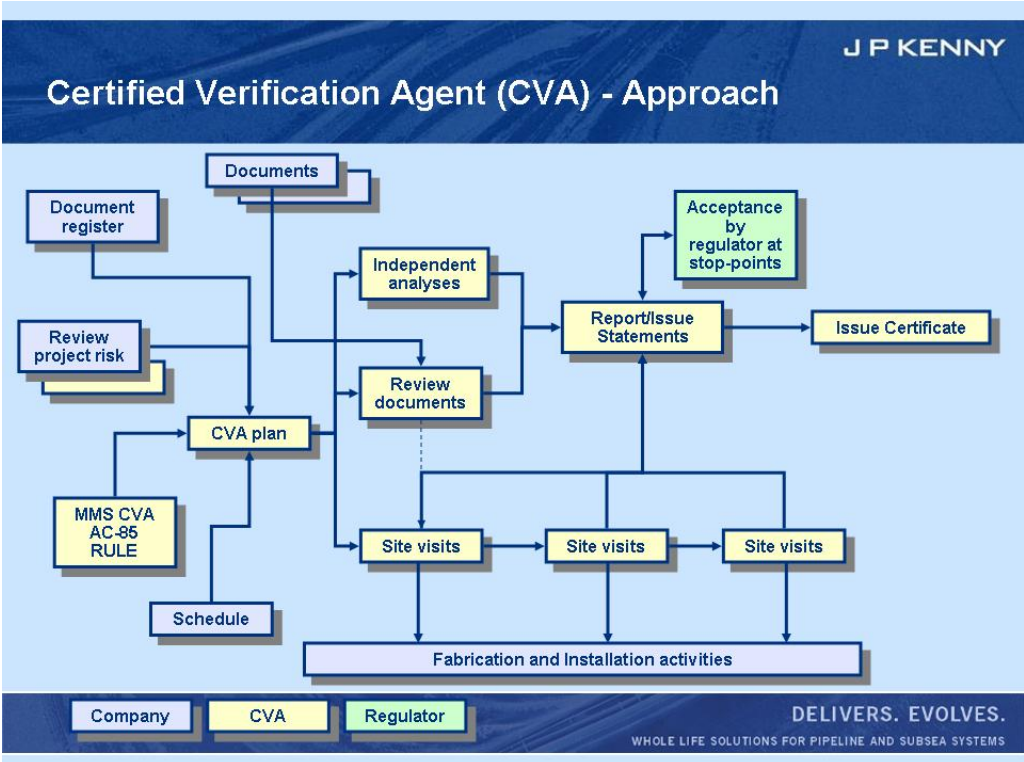 J P KENNY
Certified Verification Agent (CVA) - Approach
Documents
Document
register
Acceptance
by
regulator at
stop-points
Independent
analyses
Report/Issue
Statements
Issue Certificate
Review
project risk
Review
documents
CVA plan
MMS CVA
AC-85
RULE
Site visits
Site visits
Site visits
Schedule
Fabrication and Installation activities
Company
CVA
Regulator
DELIVERS. EVOLVES.
WHOLE LIFE SOLUTIONS FOR PIPELINE AND SUBSEA SYSTEMS